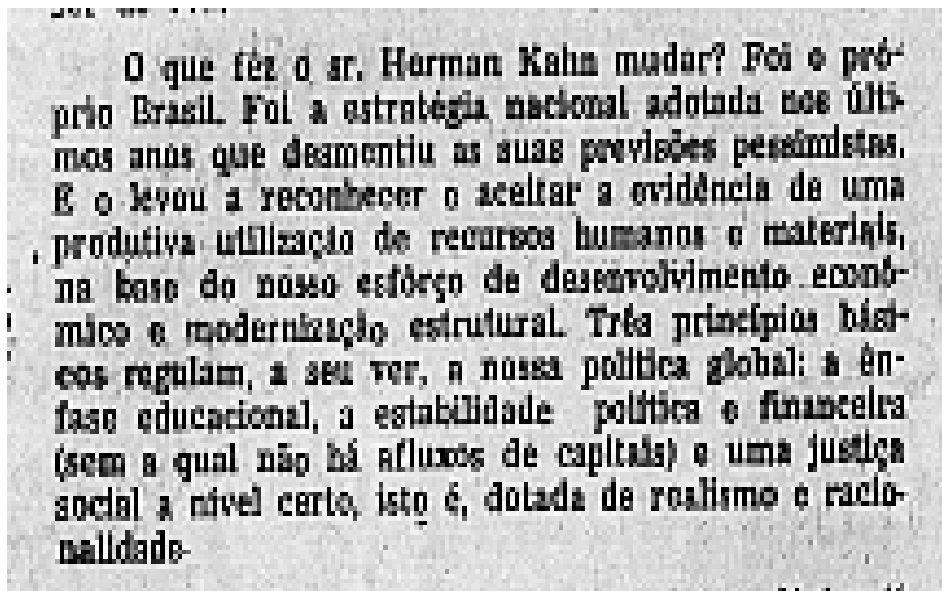 O que fêz o sr. Herman Kahn mudar? Foi o pró-
prio Brasil. Foi a estratégia nacional adotada nos últi-
mos anos que desmentiu as suas previsões pessimistas.
E o levou a reconhecer e aceitar a evidência de uma
produtiva utilização de recursos humanos e materiais,
na base do nosso esfôrço de desenvolvimento econô-
mico e modernização estrutural. Três princípios bási-
cos regulam, a seu ver, a nossa política global: a ên-
fase educacional, a estabilidade política e financeira
(sem a qual não há afluxos de capitais) e uma justiça
social a nível certo, isto é, dotada de realismo e racio-
nalidade.